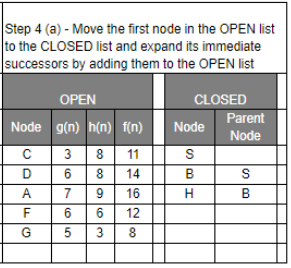 Step 4 (a) - Move the first node in the OPEN list
to the CLOSED list and expand its immediate
successors by adding them to the OPEN list
OPEN CLOSED
Node g(n) h(n) f(n) Node Parent Node
C 3 8 11 S
D 6 8 14 B S
A 7 9 16 H B
F 6 6 12
G 5 3 8